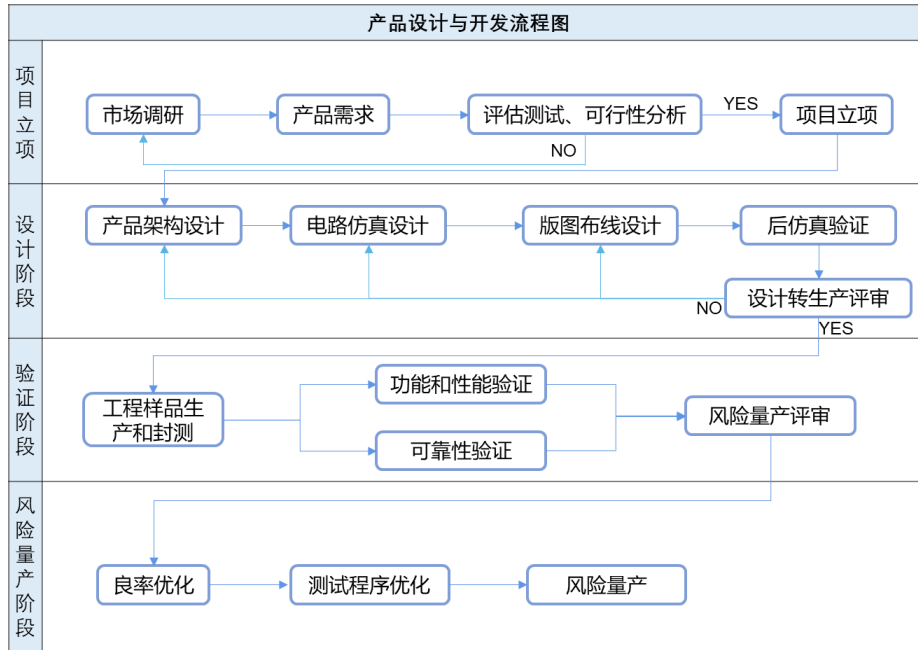 产品设计与开发流程图
项目立项
市场调研
产品需求
评估测试、可行性分析
YES
项目立项
NO
设计阶段
产品架构设计
电路仿真设计
版图布线设计
后仿真验证
设计转生产评审
NO
YES
验证阶段
工程样品生
产和封测
功能和性能验证
可靠性验证
风险量产评审
风险量产阶段
良率优化
测试程序优化
风险量产